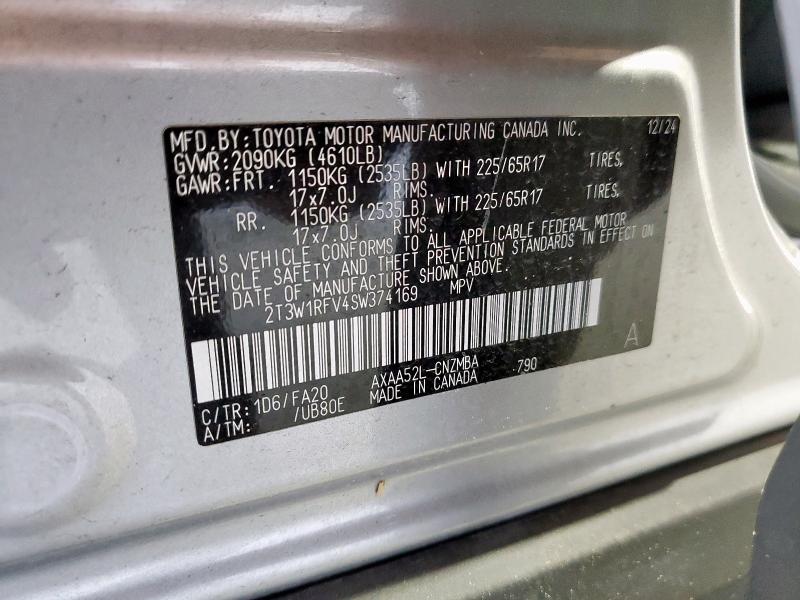 MFD. BY: TOYOTA MOTOR MANUFACTURING CANADA INC. 12/24
GVWR: 2090KG (4610LB)
GAWR: FRT. 1150KG (2535LB) WITH 225/65R17 TIRES,
17x7.0J RIMS.
RR. 1150KG (2535LB) WITH 225/65R17 TIRES,
17x7.0J RIMS.
THIS VEHICLE CONFORMS TO ALL APPLICABLE FEDERAL MOTOR
VEHICLE SAFETY AND THEFT PREVENTION STANDARDS IN EFFECT ON
THE DATE OF MANUFACTURE SHOWN ABOVE.
2T3W1RFV4SW374169 MPV
A
C/TR: 1D6/FA20 AXAA52L-CNZMBA 790
A/TM: /UB80E MADE IN CANADA